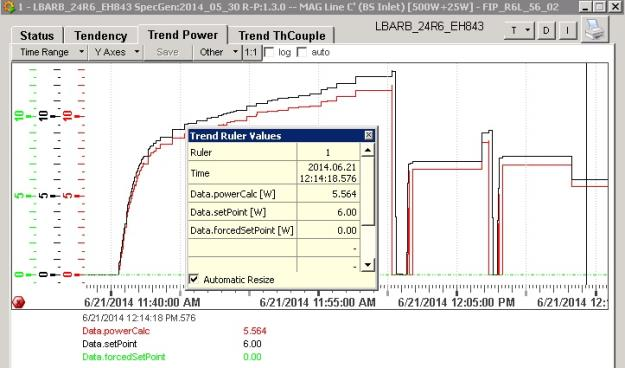 1 - LBARB_24R6_EH843 SpecGen:2014_05_30 R-P:1.3.0 -- MAG Line C' (BS Inlet) [500W+25W] - FIP_R6L_56_02
Status Tendency Trend Power Trend ThCouple
LBARB_24R6_EH843 T D I
Time Range Y Axes Save Other 1:1 log auto
10 10 10
5 5 5
0 0 0
Trend Ruler Values
Ruler 1
Time 2014.06.21 12:14:18.576
Data.powerCalc [W] 5.564
Data.setPoint [W] 6.00
Data.forcedSetPoint [W] 0.00
-
-
Automatic Resize
6/21/2014 11:40:00 AM 6/21/2014 11:55:00 AM 6/21/2014 12:05:00 PM 6/21/2014 12:1
6/21/2014 12:14:18 PM.576
Data.powerCalc 5.564
Data.setPoint 6.00
Data.forcedSetPoint 0.00